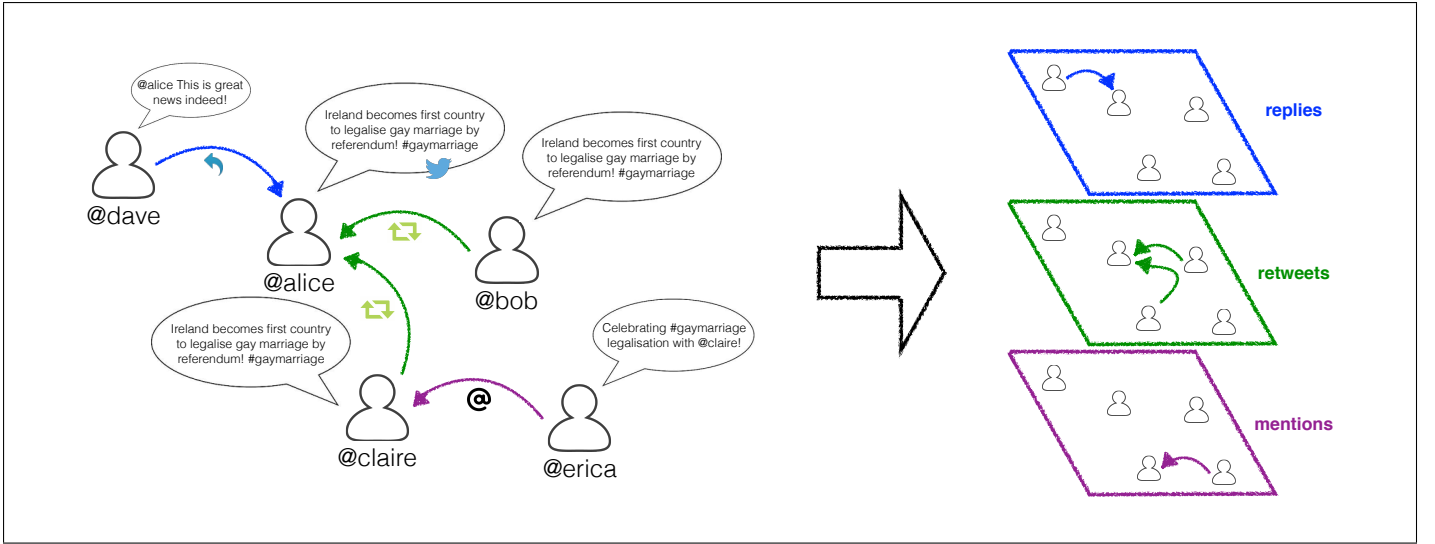 @alice This is great
news indeed!
@dave
Ireland becomes first country
to legalise gay marriage by
referendum! #gaymarriage
@alice
Ireland becomes first country
to legalise gay marriage by
referendum! #gaymarriage
@bob
Ireland becomes first country
to legalise gay marriage by
referendum! #gaymarriage
@claire
@
Celebrating #gaymarriage
legalisation with @claire!
@erica
replies
retweets
mentions